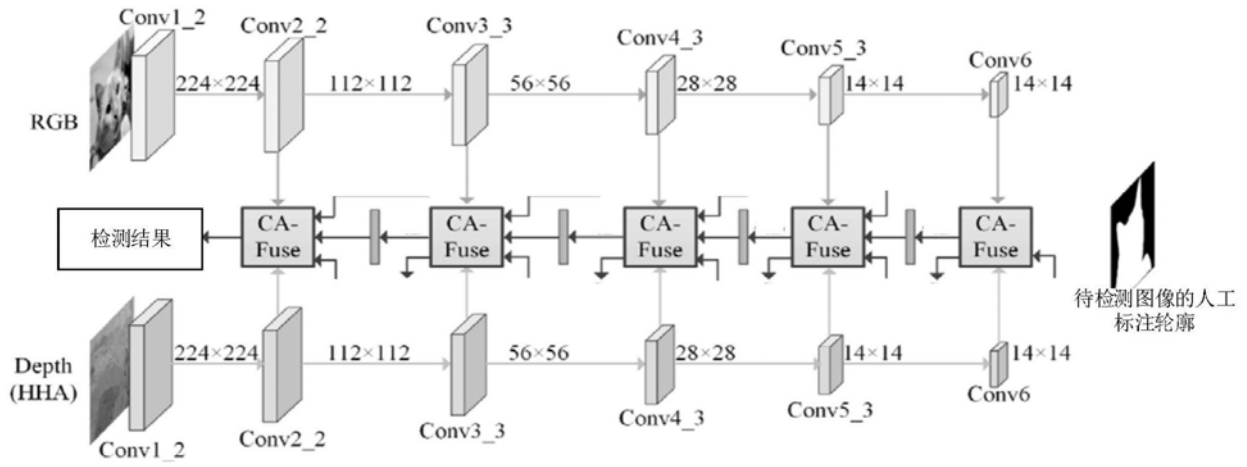 Conv1_2
Conv2_2
Conv3_3
Conv4_3
Conv5_3
Conv6
224×224
112×112
56×56
28×28
14×14
14×14
RGB
检测结果
CA-
Fuse
CA-
Fuse
CA-
Fuse
CA-
Fuse
CA-
Fuse
待检测图像的人工
标注轮廓
224×224
112×112
56×56
28×28
14×14
14×14
Depth
(HHA)
Conv1_2
Conv2_2
Conv3_3
Conv4_3
Conv5_3
Conv6